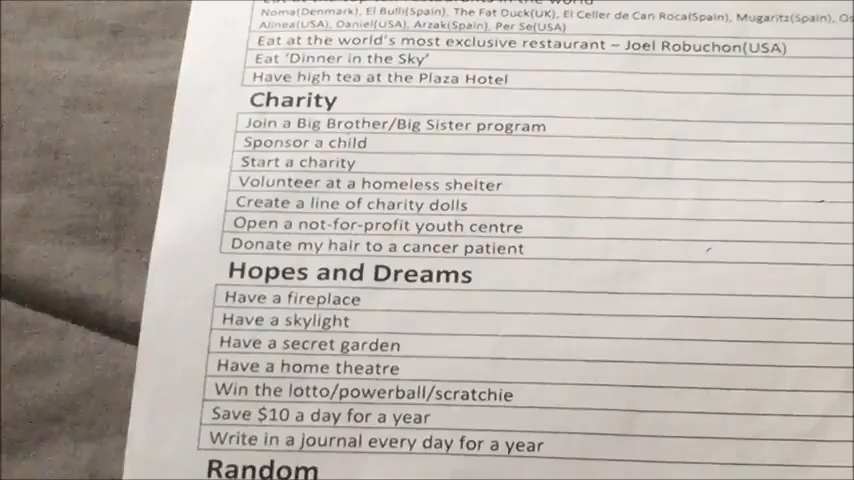 Noma(Denmark), El Bulli(Spain), The Fat Duck(UK), El Celler de Can Roca(Spain), Mugaritz(Spain), Os
Alinea(USA), Daniel(USA), Arzak(Spain), Per Se(USA)
Eat at the world's most exclusive restaurant – Joel Robuchon(USA)
Eat 'Dinner in the Sky'
Have high tea at the Plaza Hotel
Charity
Join a Big Brother/Big Sister program
Sponsor a child
Start a charity
Volunteer at a homeless shelter
Create a line of charity dolls
Open a not-for-profit youth centre
Donate my hair to a cancer patient
Hopes and Dreams
Have a fireplace
Have a skylight
Have a secret garden
Have a home theatre
Win the lotto/powerball/scratchie
Save $10 a day for a year
Write in a journal every day for a year
Random